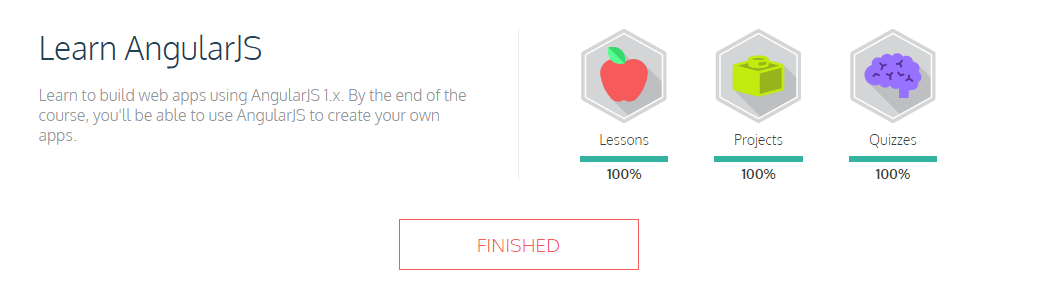 Learn AngularJS
Learn to build web apps using AngularJS 1.x. By the end of the
course, you'll be able to use AngularJS to create your own
apps.
Lessons
100%
Projects
100%
Quizzes
100%
FINISHED